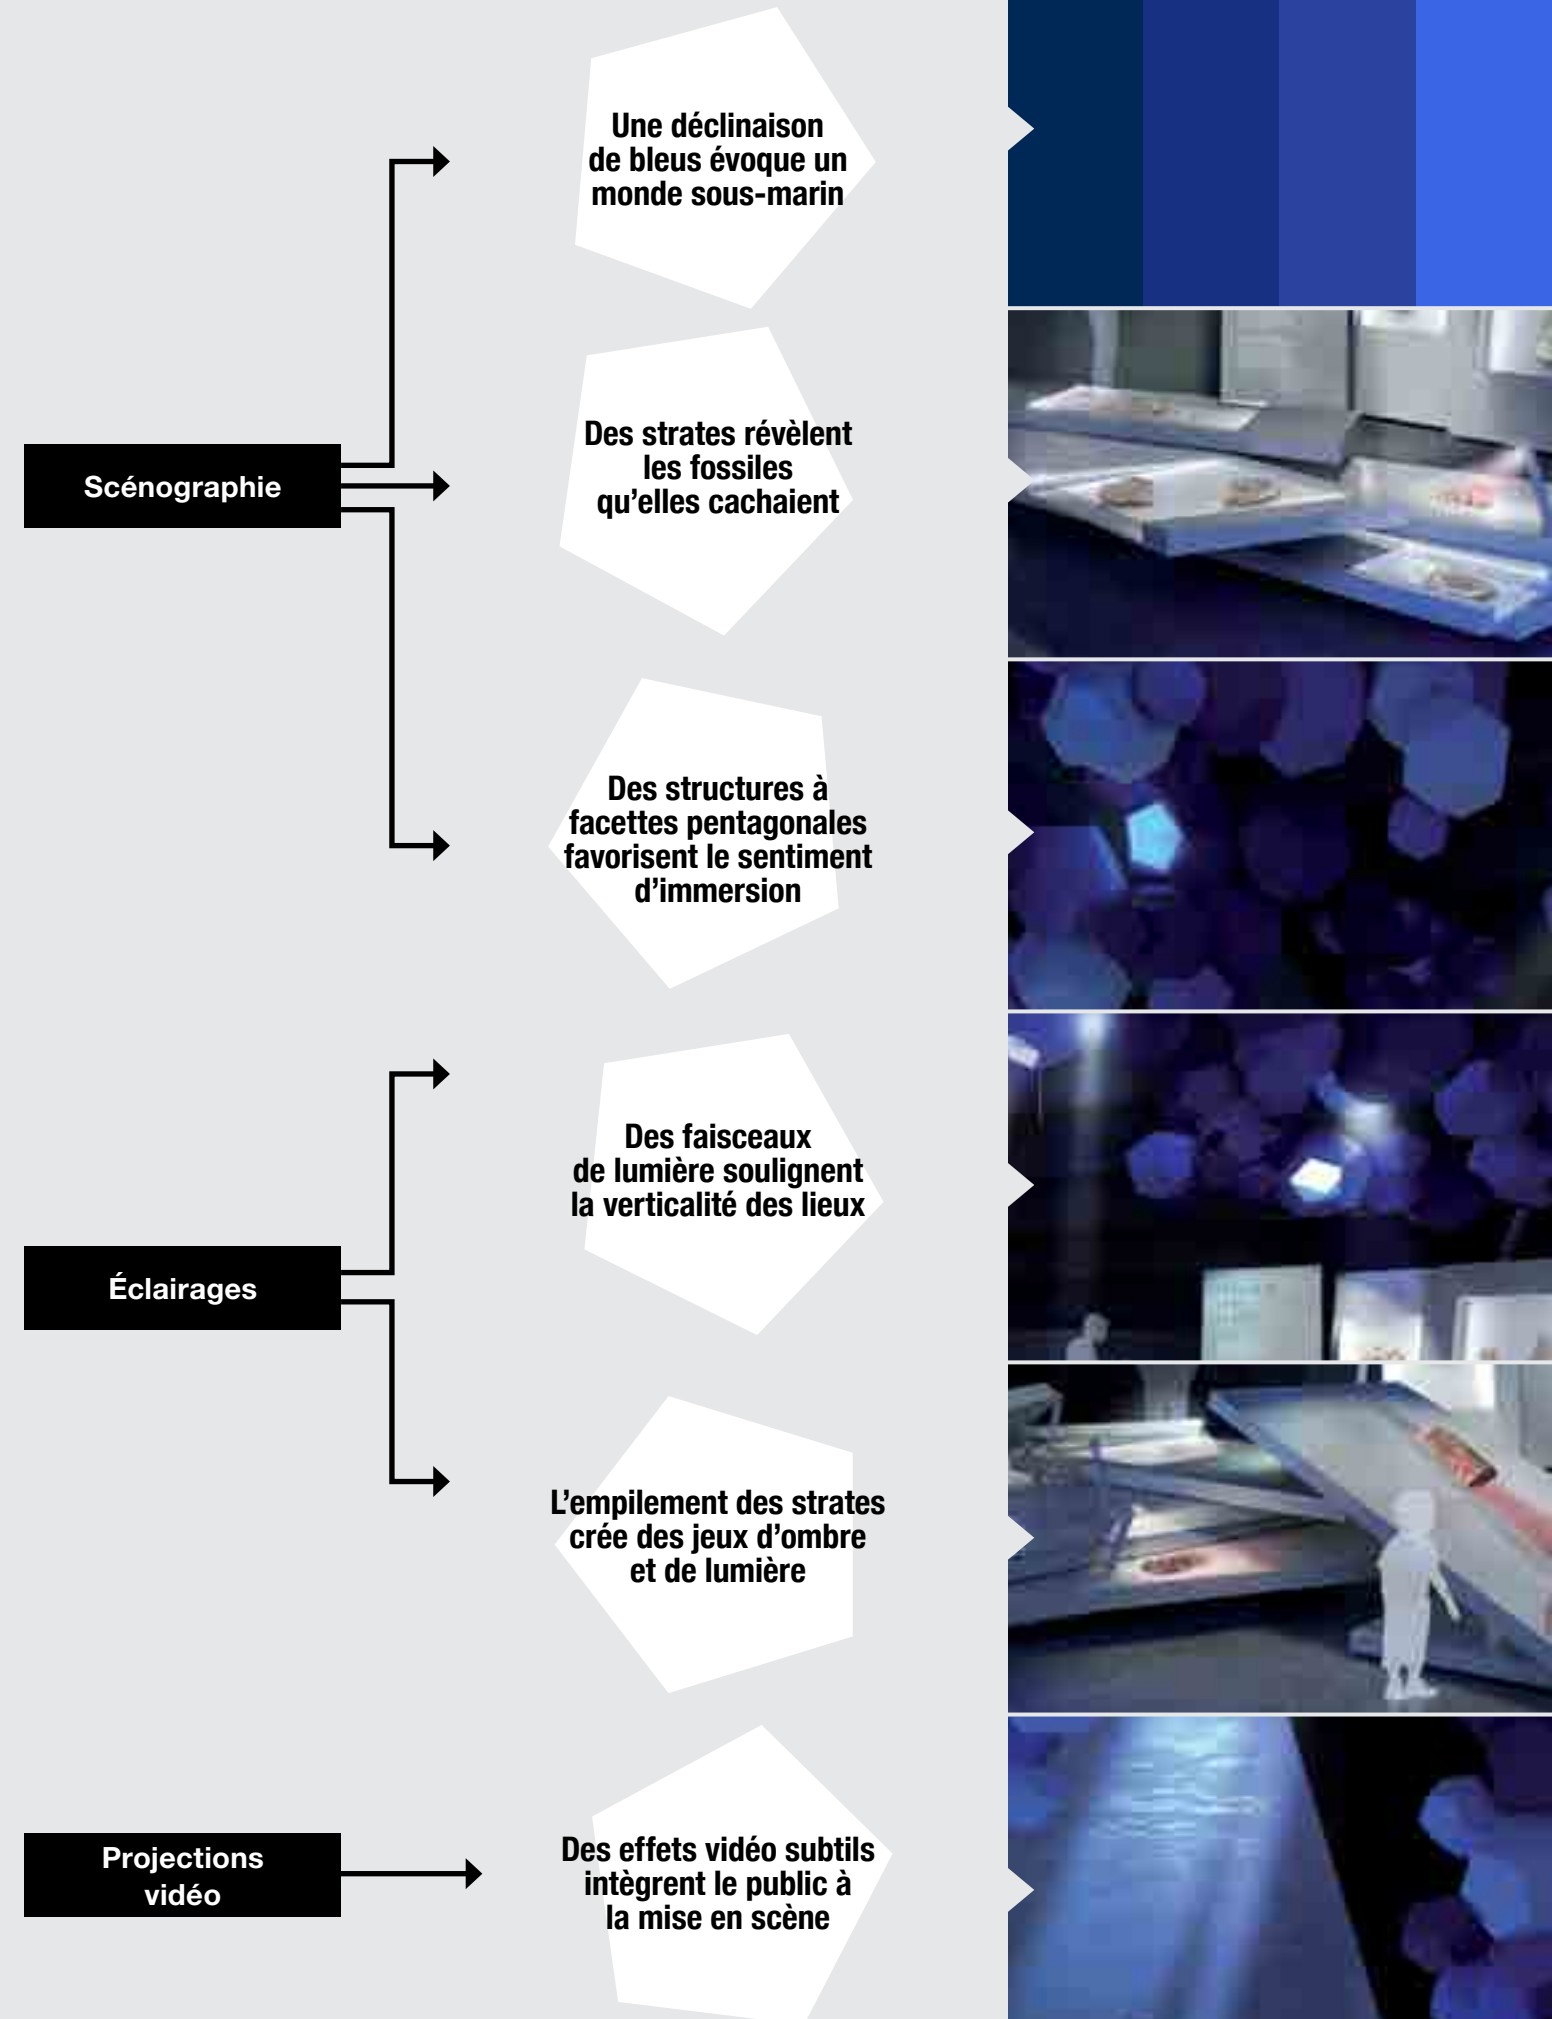 Une déclinaison
de bleus évoque un
monde sous-marin
Scénographie
Des strates révèlent
les fossiles
qu’elles cachaient
Des structures à
facettes pentagonales
favorisent le sentiment
d’immersion
Des faisceaux
de lumière soulignent
la verticalité des lieux
Éclairages
L’empilement des strates
crée des jeux d’ombre
et de lumière
Projections
vidéo
Des effets vidéo subtils
intègrent le public à
la mise en scène